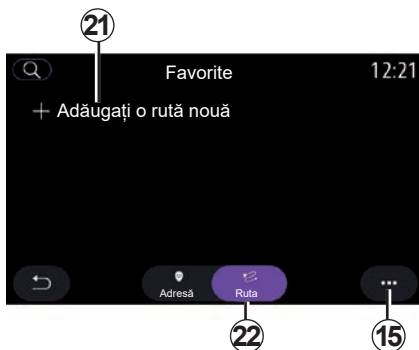 21
Favorite 12:21
+ Adăugați o rută nouă
Adresă Ruta
...
22 15